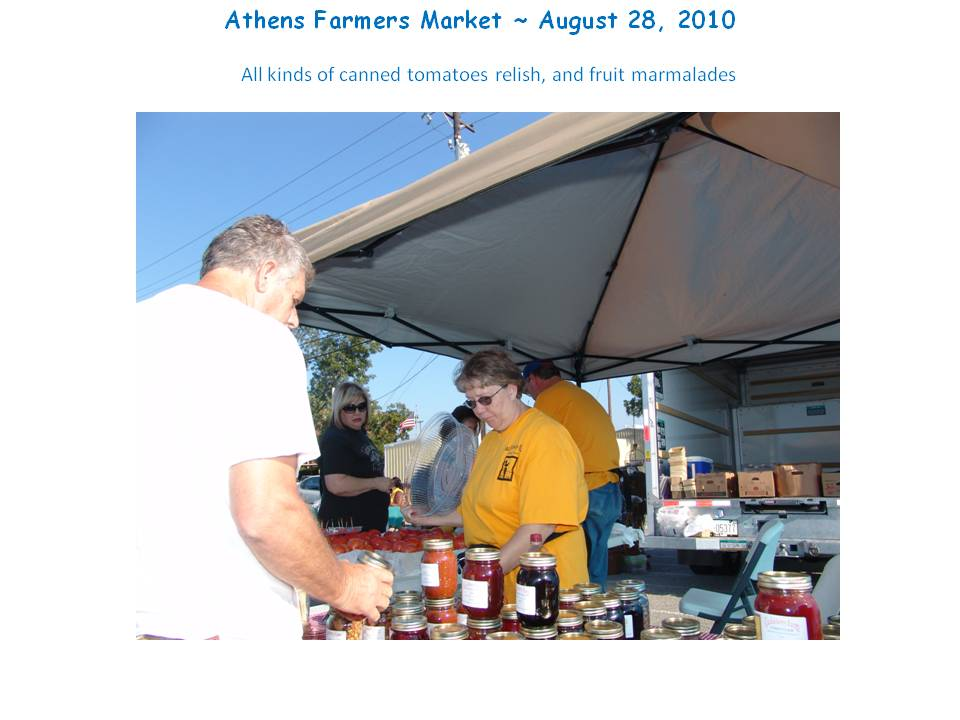 Athens Farmers Market ~ August 28, 2010
All kinds of canned tomatoes relish, and fruit marmalades